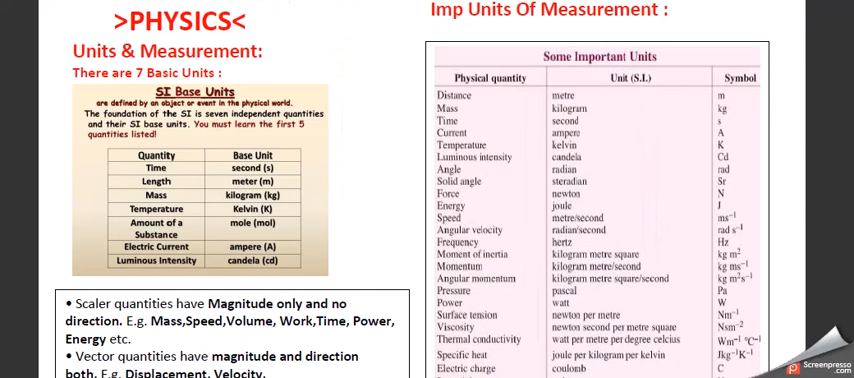 >PHYSICS<
Units & Measurement:
There are 7 Basic Units :
SI Base Units
are defined by an object or event in the physical world.
The foundation of the SI is seven independent quantities
and their SI base units. You must learn the first 5
quantities listed!
Quantity Base Unit
Time second (s)
Length meter (m)
Mass kilogram (kg)
Temperature Kelvin (K)
Amount of a
Substance mole (mol)
Electric Current ampere (A)
Luminous Intensity candela (cd)
• Scaler quantities have Magnitude only and no
direction. E.g. Mass,Speed,Volume, Work,Time, Power,
Energy etc.
• Vector quantities have magnitude and direction
both. E.g. Displacement, Velocity,
Imp Units Of Measurement :
Some Important Units
Physical quantity Unit (S.I.) Symbol
Distance metre m
Mass kilogram kg
Time second s
Current ampere A
Temperature kelvin K
Luminous intensity candela Cd
Angle radian rad
Solid angle steradian Sr
Force newton N
Energy joule J
Speed metre/second ms⁻¹
Angular velocity radian/second rad s⁻¹
Frequency hertz Hz
Moment of inertia kilogram metre square kg m²
Momentum kilogram metre/second kg ms⁻¹
Angular momentum kilogram metre square/second kg m²s⁻¹
Pressure pascal Pa
Power watt W
Surface tension newton per metre Nm⁻¹
Viscosity newton second per metre square Nsm⁻²
Thermal conductivity watt per metre per degree celcius Wm⁻¹ °C⁻¹
Specific heat joule per kilogram per kelvin Jkg⁻¹K⁻¹
Electric charge coulomb C
Screenpresso
.com